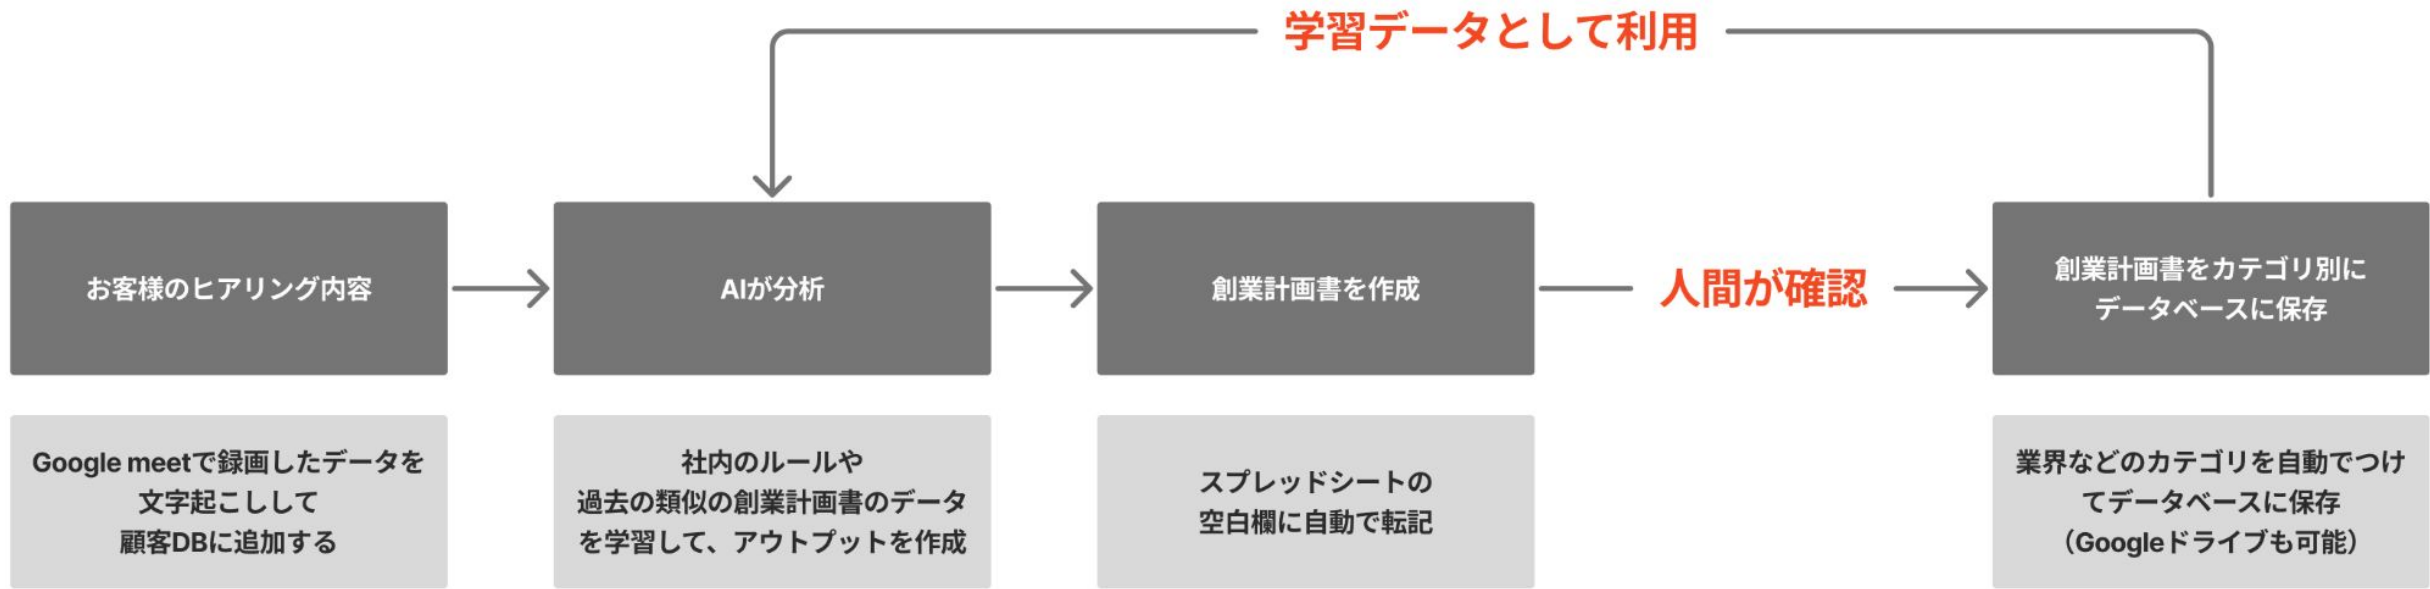 学習データとして利用
お客様のヒアリング内容
AIが分析
創業計画書を作成
人間が確認
創業計画書をカテゴリ別に
データベースに保存
Google meetで録画したデータを
文字起こしして
顧客DBに追加する
社内のルールや
過去の類似の創業計画書のデータ
を学習して、アウトプットを作成
スプレッドシートの
空白欄に自動で転記
業界などのカテゴリを自動でつけ
てデータベースに保存
（Googleドライブも可能）